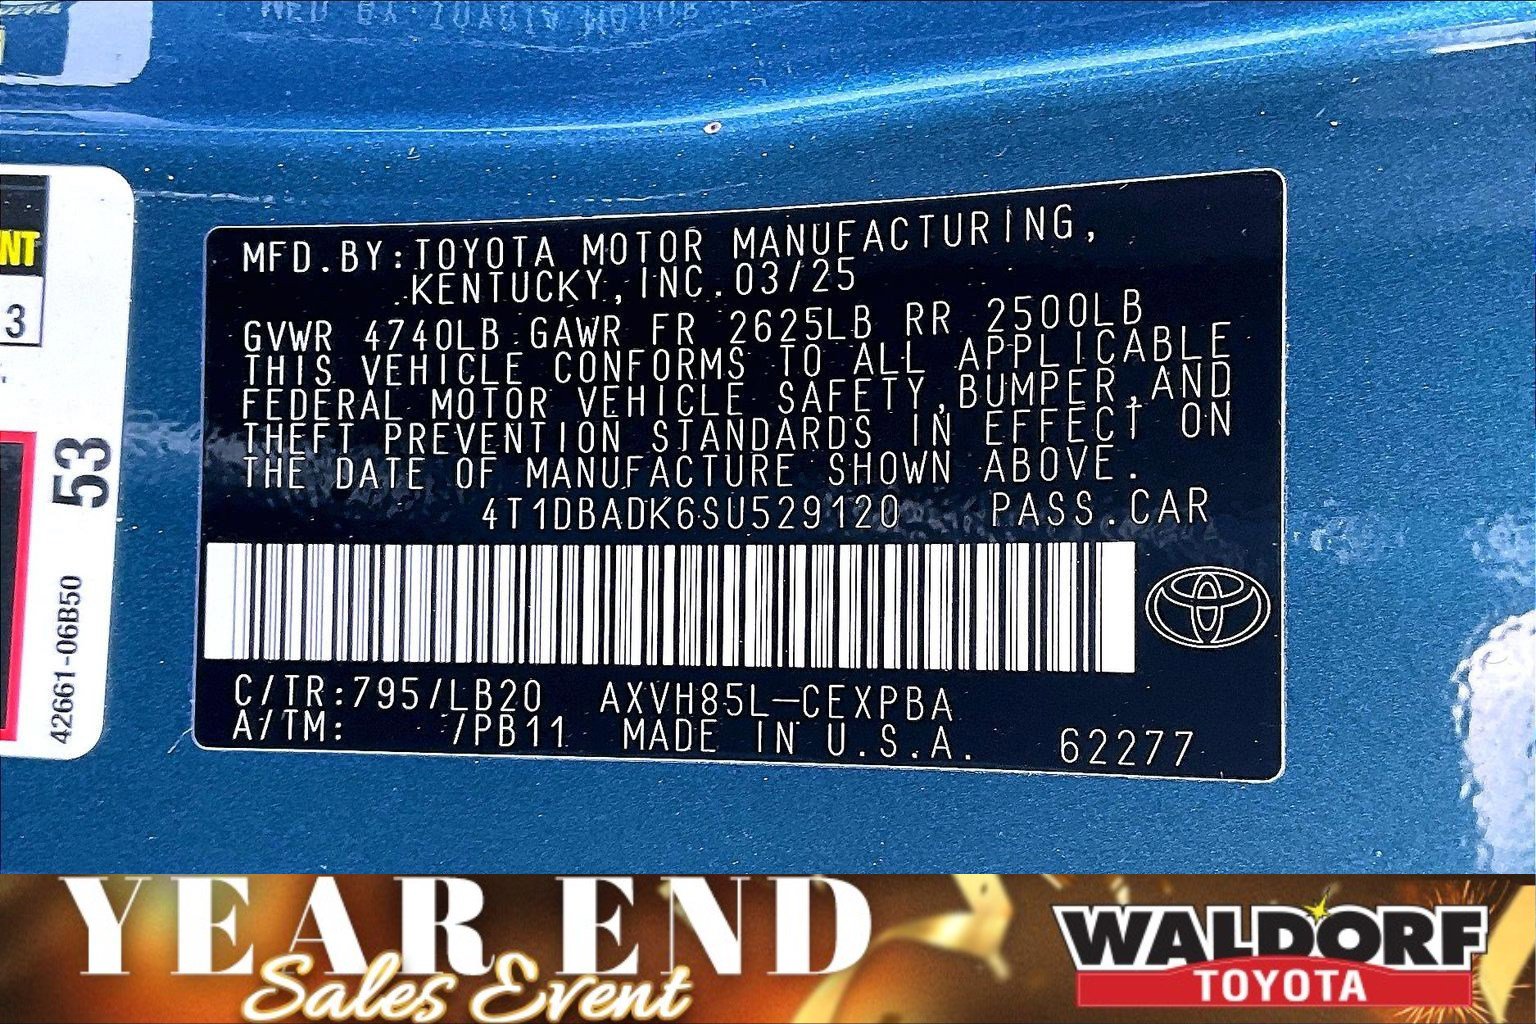 MFD.BY:TOYOTA MOTOR MANUFACTURING,
KENTUCKY,INC.03/25
GVWR 4740LB GAWR FR 2625LB RR 2500LB
THIS VEHICLE CONFORMS TO ALL APPLICABLE
FEDERAL MOTOR VEHICLE SAFETY,BUMPER,AND
THEFT PREVENTION STANDARDS IN EFFECT ON
THE DATE OF MANUFACTURE SHOWN ABOVE.
4T1DBADK6SU529120 PASS.CAR
C/TR:795/LB20 AXVH85L-CEXPBA
A/TM: /PB11 MADE IN U.S.A. 62277
NT
3
53
42661-06B50
YEAR END
Sales Event
WALDORF
TOYOTA